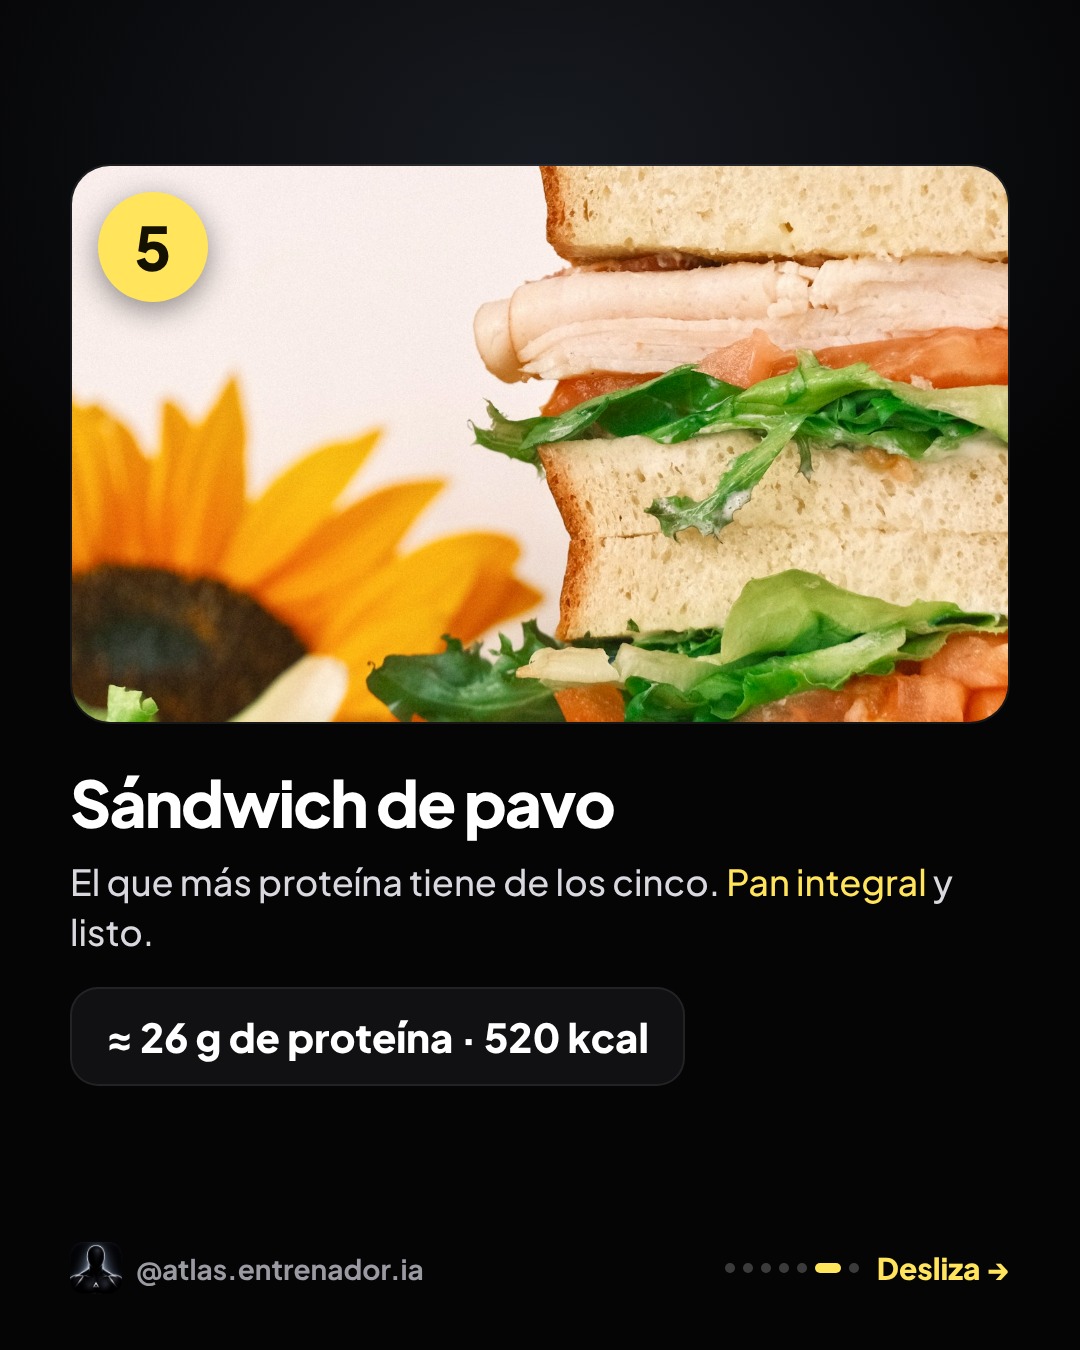 5
Sándwich de pavo
El que más proteína tiene de los cinco. Pan integral y
listo.
≈ 26 g de proteína · 520 kcal
@atlas.entrenador.ia
Desliza →